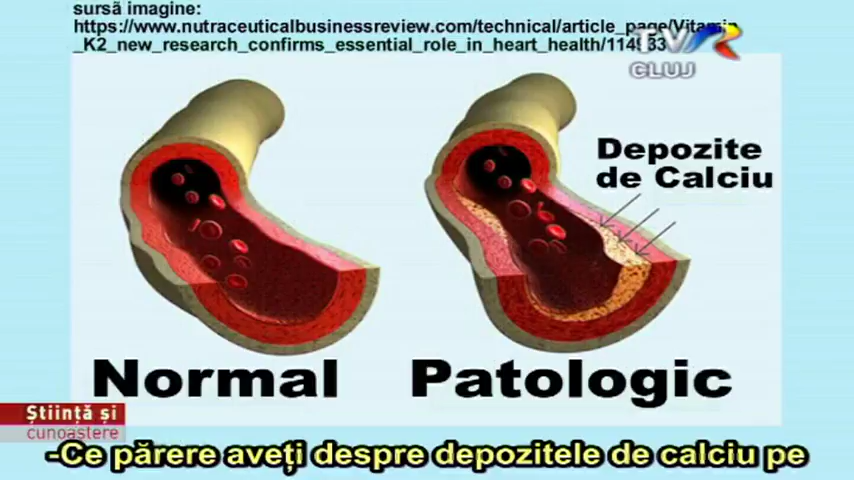 sursă imagine:
https://www.nutraceuticalbusinessreview.com/technical/article_page/Vitamin
_K2_new_research_confirms_essential_role_in_heart_health/114933
TVR
CLUJ
Depozite
de Calciu
Normal
Patologic
Știință și
cunoaștere
-Ce părere aveți despre depozitele de calciu pe